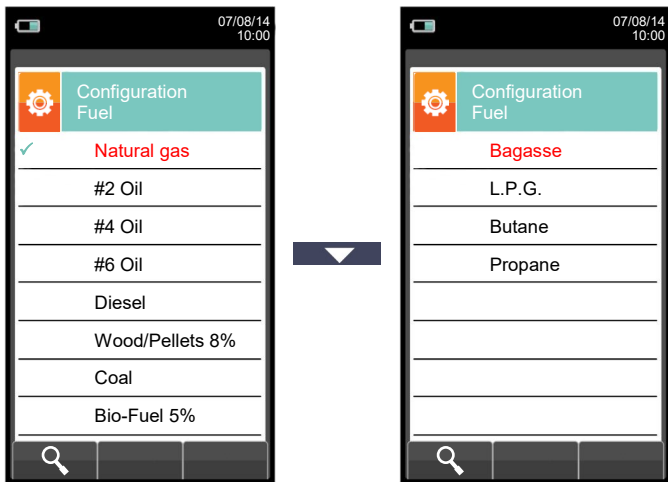 07/08/14
10:00
Configuration
Fuel
Natural gas
#2 Oil
#4 Oil
#6 Oil
Diesel
Wood/Pellets 8%
Coal
Bio-Fuel 5%
07/08/14
10:00
Configuration
Fuel
Bagasse
L.P.G.
Butane
Propane